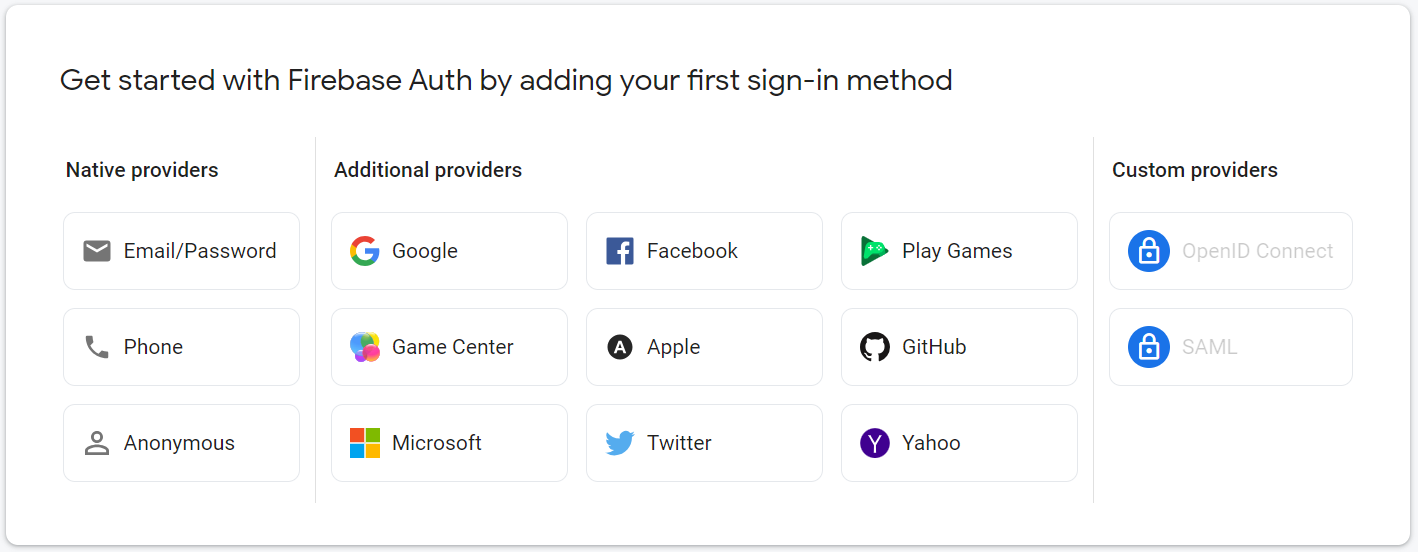 Get started with Firebase Auth by adding your first sign-in method
Native providers
Email/Password
Phone
Anonymous
Additional providers
Google
Facebook
Play Games
Game Center
Apple
GitHub
Microsoft
Twitter
Yahoo
Custom providers
OpenID Connect
SAML